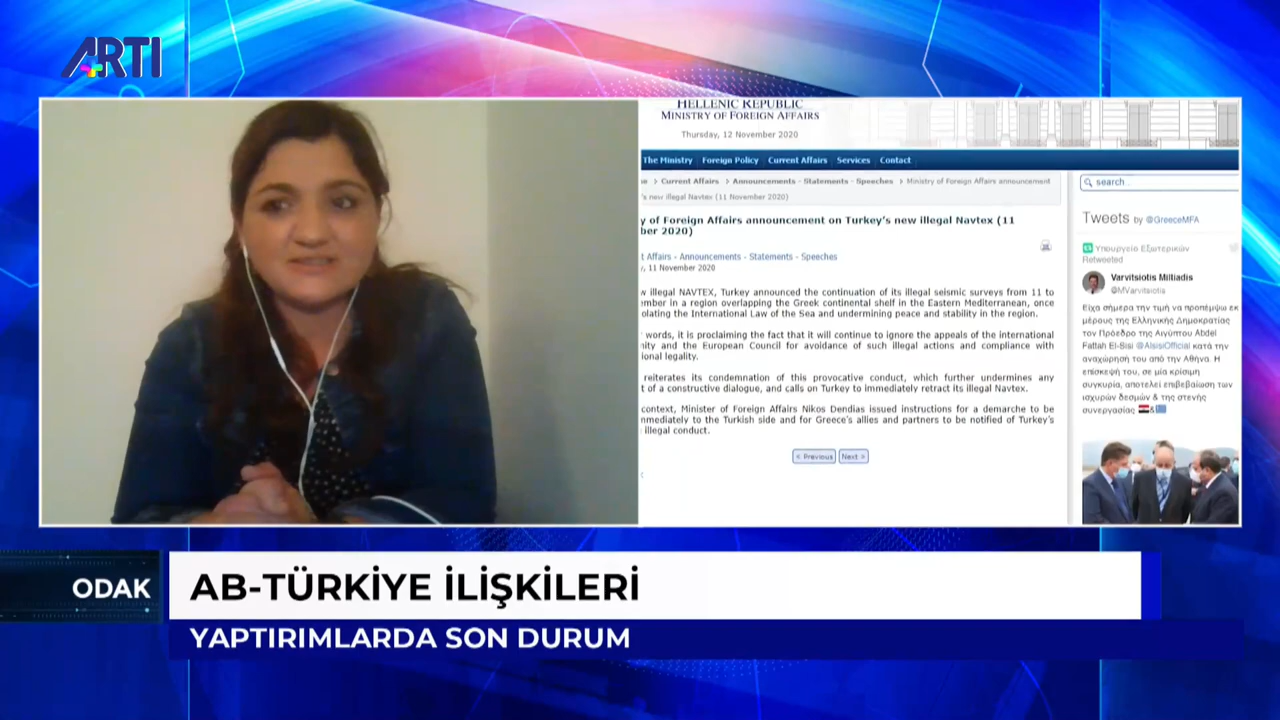 ARTI
HELLENIC REPUBLIC
MINISTRY OF FOREIGN AFFAIRS
Thursday, 12 November 2020
The Ministry Foreign Policy Current Affairs Services Contact
> Current Affairs > Announcements - Statements - Speeches > Ministry of Foreign Affairs announcement
's new illegal Navtex (11 November 2020)
y of Foreign Affairs announcement on Turkey's new illegal Navtex (11
ber 2020)
t Affairs - Announcements - Statements - Speeches
, 11 November 2020
w illegal NAVTEX, Turkey announced the continuation of its illegal seismic surveys from 11 to
mber in a region overlapping the Greek continental shelf in the Eastern Mediterranean, once
olating the International Law of the Sea and undermining peace and stability in the region.
words, it is proclaiming the fact that it will continue to ignore the appeals of the international
ity and the European Council for avoidance of such illegal actions and compliance with
ional legality.
reiterates its condemnation of this provocative conduct, which further undermines any
t of a constructive dialogue, and calls on Turkey to immediately retract its illegal Navtex.
context, Minister of Foreign Affairs Nikos Dendias issued instructions for a demarche to be
mmediately to the Turkish side and for Greece's allies and partners to be notified of Turkey's
illegal conduct.
< Previous Next >
search...
Tweets by @GreeceMFA
Υπουργείο Εξωτερικών
Retweeted
Varvitsiotis Miltiadis
@MVarvitsiotis
Είχα σήμερα την τιμή να προπέμψω εκ
μέρους της Ελληνικής Δημοκρατίας
τον Πρόεδρο της Αιγύπτου Abdel
Fattah El-Sisi @AlsisiOfficial κατά την
αναχώρησή του από την Αθήνα. Η
επίσκεψή του, σε μία κρίσιμη
συγκυρία, αποτελεί επιβεβαίωση των
ισχυρών δεσμών & της στενής
συνεργασίας &
ODAK
AB-TÜRKİYE İLİŞKİLERİ
YAPTIRIMLARDA SON DURUM